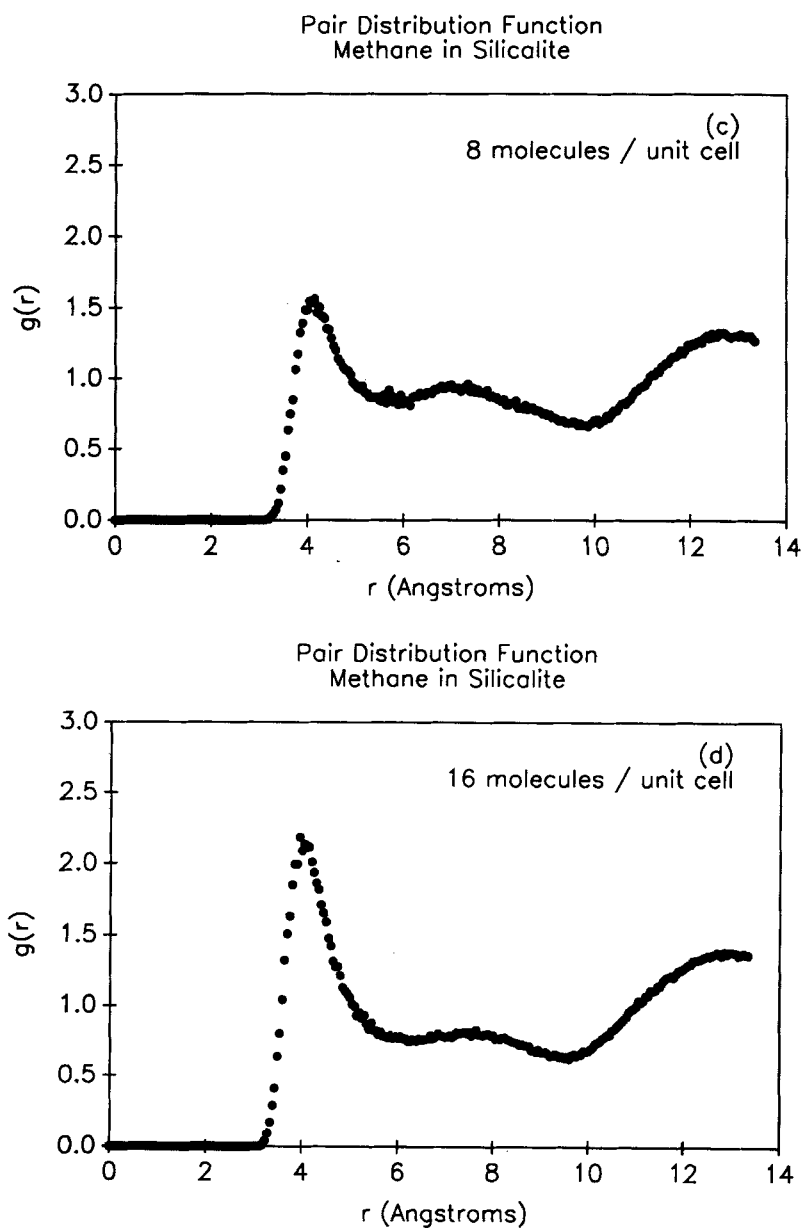 Pair Distribution Function
Methane in Silicalite
(c)
8 molecules / unit cell
3.0
2.5
2.0
1.5
1.0
0.5
0.0
g(r)
0 2 4 6 8 10 12 14
r (Angstroms)
Pair Distribution Function
Methane in Silicalite
(d)
16 molecules / unit cell
3.0
2.5
2.0
1.5
1.0
0.5
0.0
g(r)
0 2 4 6 8 10 12 14
r (Angstroms)